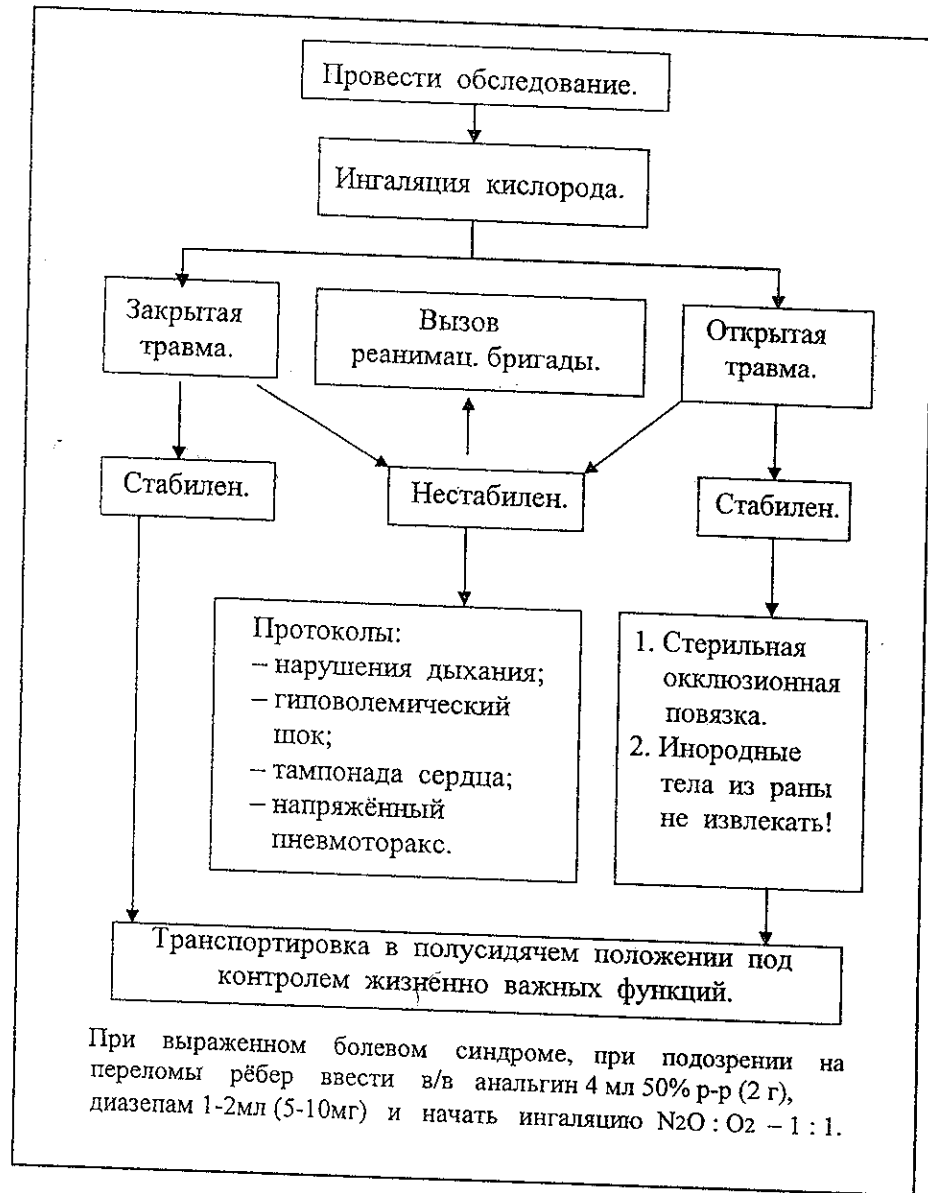 Провести обследование.
Ингаляция кислорода.
Закрытая
травма.
Вызов
реанимац. бригады.
Открытая
травма.
Стабилен.
Нестабилен.
Стабилен.
Протоколы:
– нарушения дыхания;
– гиповолемический
шок;
– тампонада сердца;
– напряжённый
пневмоторакс.
1. Стерильная
окклюзионная
повязка.
2. Инородные
тела из раны
не извлекать!
Транспортировка в полусидячем положении под
контролем жизненно важных функций.
При выраженном болевом синдроме, при подозрении на
переломы рёбер ввести в/в анальгин 4 мл 50% р-р (2 г),
диазепам 1-2мл (5-10мг) и начать ингаляцию N2O : O2 – 1 : 1.